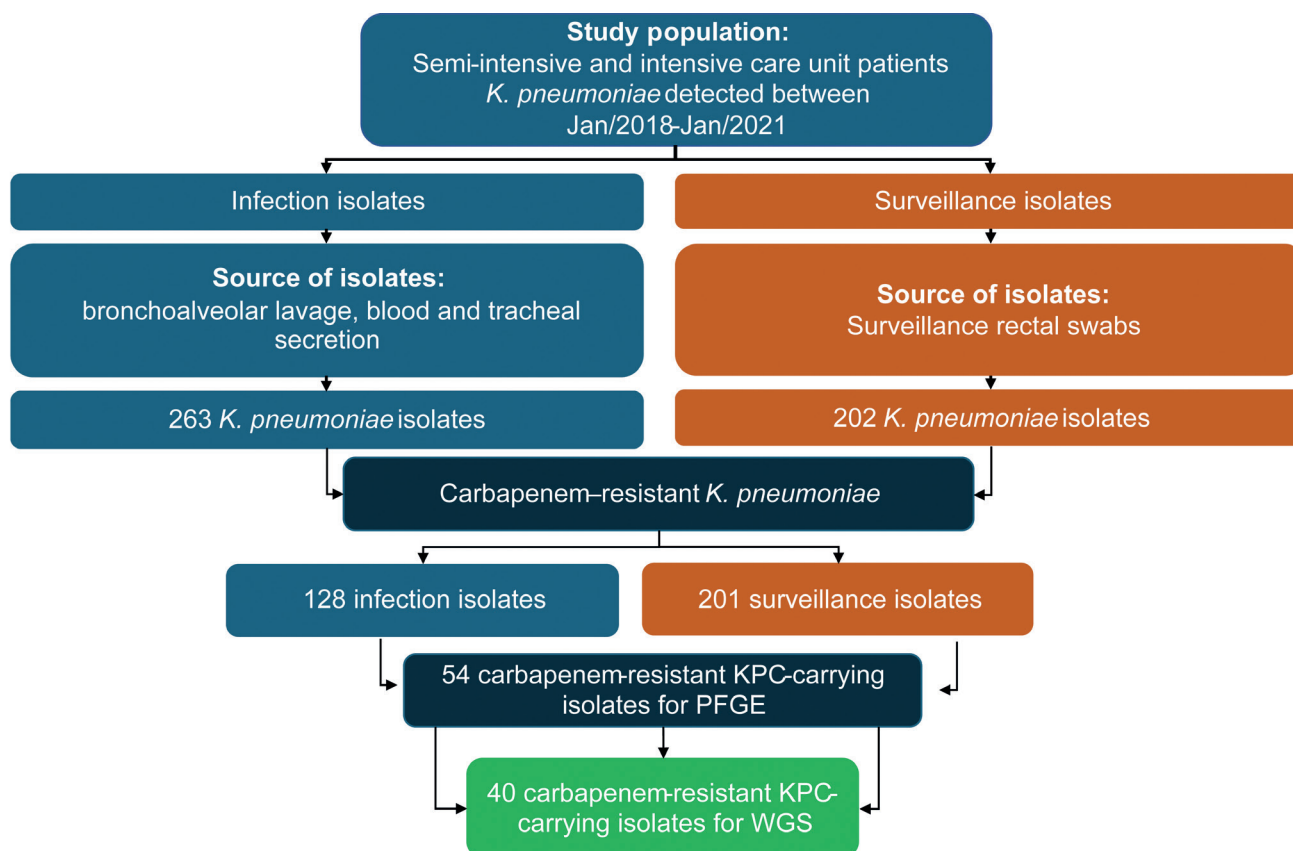 Study population:
Semi-intensive and intensive care unit patients
K. pneumoniae detected between
Jan/2018-Jan/2021
Infection isolates
Surveillance isolates
Source of isolates:
bronchoalveolar lavage, blood and tracheal
secretion
Source of isolates:
Surveillance rectal swabs
263 K. pneumoniae isolates
202 K. pneumoniae isolates
Carbapenem–resistant K. pneumoniae
128 infection isolates
201 surveillance isolates
54 carbapenem-resistant KPC-carrying
isolates for PFGE
40 carbapenem-resistant KPC-
carrying isolates for WGS